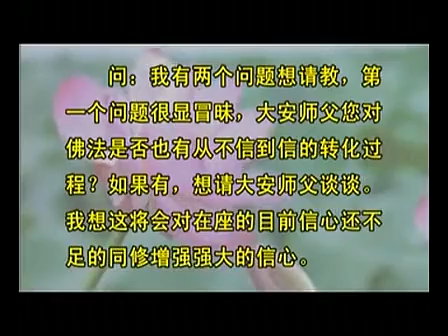 问：我有两个问题想请教，第
一个问题很显冒昧，大安师父您对
佛法是否也有从不信到信的转化过
程？如果有，想请大安师父谈谈。
我想这将会对在座的目前信心还不
足的同修增强强大的信心。